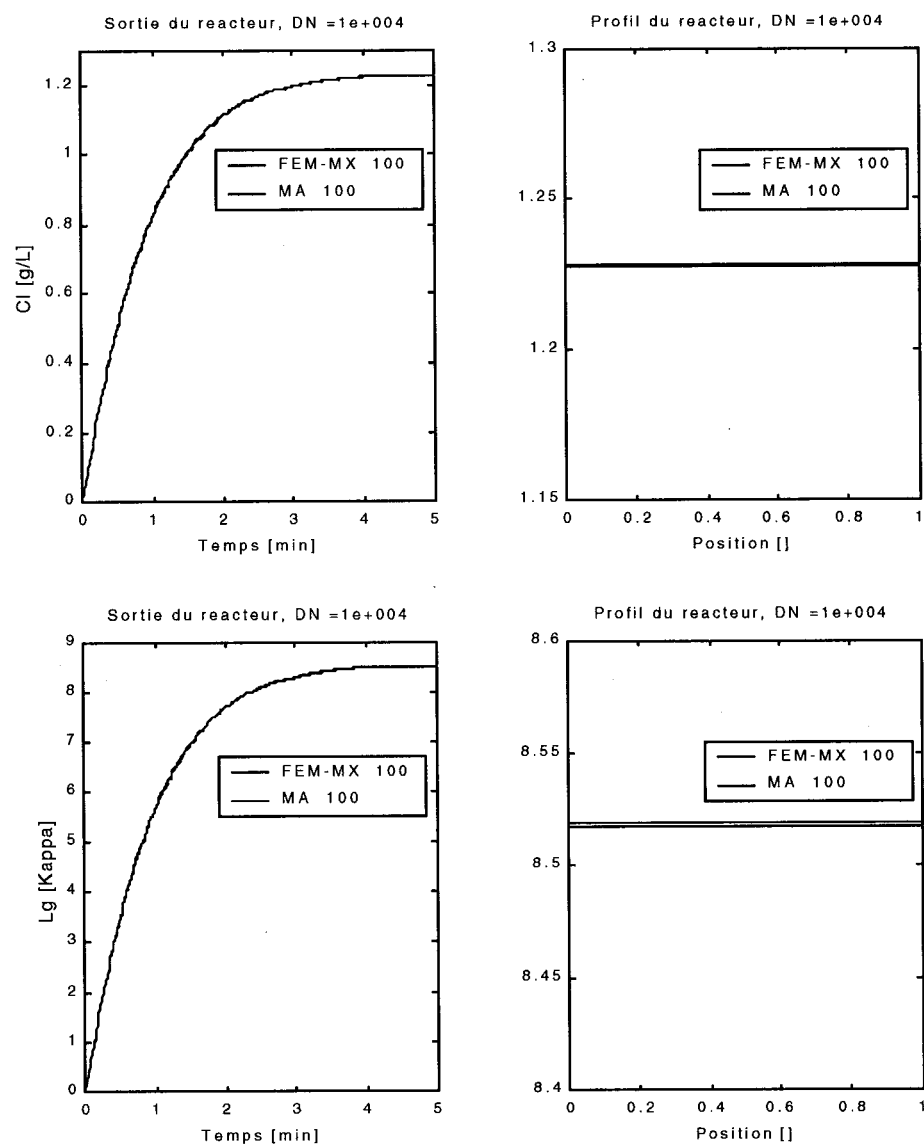 Sortie du reacteur, DN =1e+004
Cl [g/L]
1.2
1
0.8
0.6
0.4
0.2
0
FEM-MX 100
MA 100
0 1 2 3 4 5
Temps [min]
Profil du reacteur, DN =1e+004
1.3
1.25
1.2
1.15
FEM-MX 100
MA 100
0 0.2 0.4 0.6 0.8 1
Position []
Sortie du reacteur, DN =1e+004
Lg [Kappa]
9
8
7
6
5
4
3
2
1
0
FEM-MX 100
MA 100
0 1 2 3 4 5
Temps [min]
Profil du reacteur, DN =1e+004
8.6
8.55
8.5
8.45
8.4
FEM-MX 100
MA 100
0 0.2 0.4 0.6 0.8 1
Position []